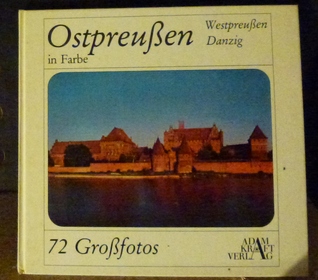 Ostpreußen
in Farbe
Westpreußen
Danzig
72 Großfotos
ADAM
KRAFT
VERLAG